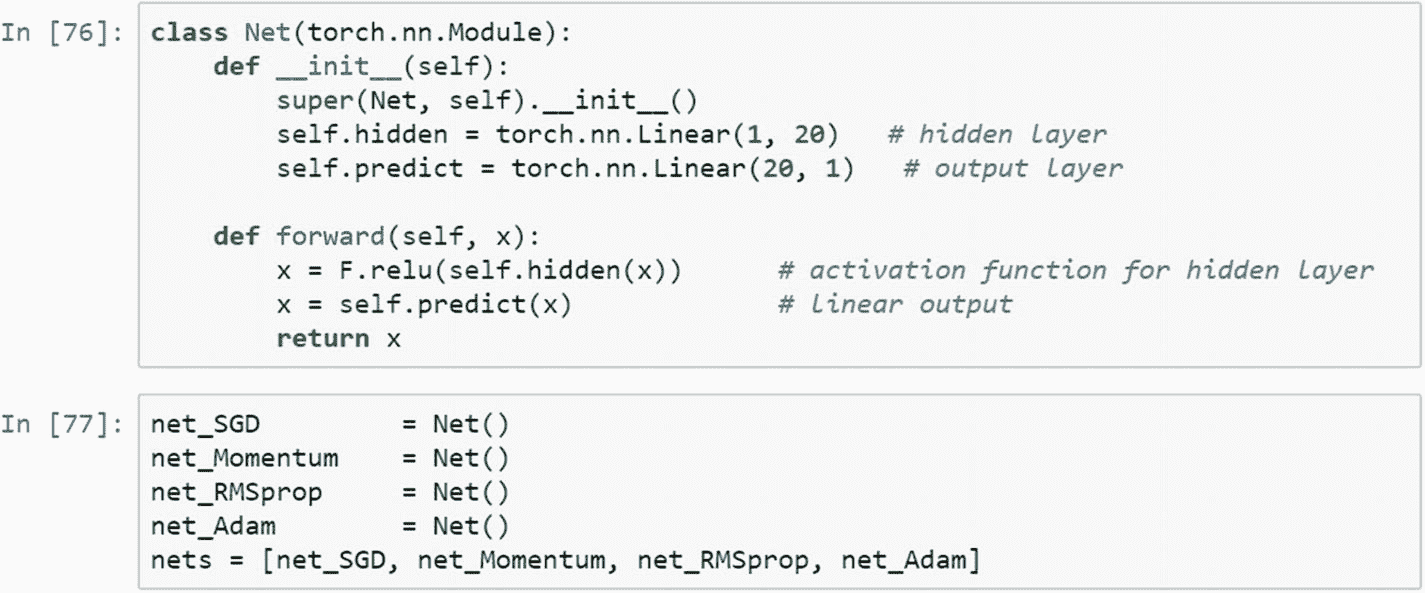 In [76]: class Net(torch.nn.Module):
    def __init__(self):
        super(Net, self).__init__()
        self.hidden = torch.nn.Linear(1, 20)   # hidden layer
        self.predict = torch.nn.Linear(20, 1)   # output layer
    def forward(self, x):
        x = F.relu(self.hidden(x))      # activation function for hidden layer
        x = self.predict(x)             # linear output
        return x
In [77]: net_SGD         = Net()
net_Momentum    = Net()
net_RMSprop     = Net()
net_Adam        = Net()
nets = [net_SGD, net_Momentum, net_RMSprop, net_Adam]